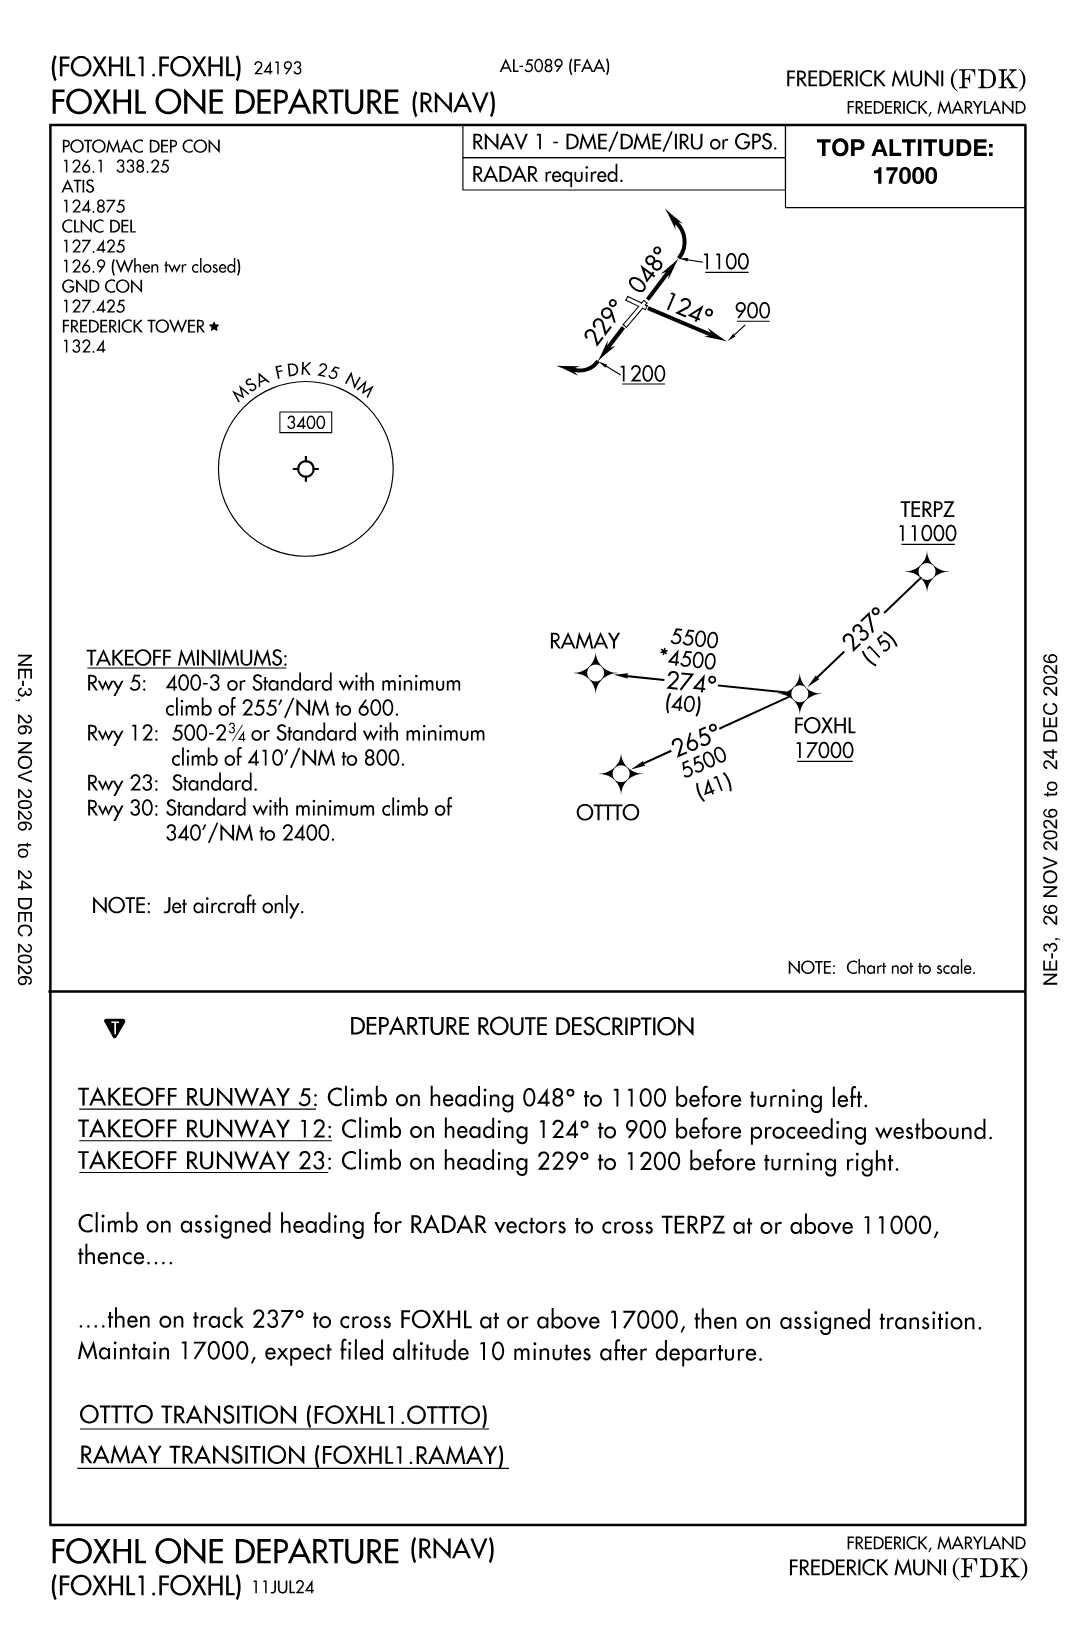 (FOXHL1.FOXHL) 24193
AL-5089 (FAA)
FREDERICK MUNI (FDK)
FOXHL ONE DEPARTURE (RNAV)
FREDERICK, MARYLAND
POTOMAC DEP CON
126.1 338.25
ATIS
124.875
CLNC DEL
127.425
126.9 (When twr closed)
GND CON
127.425
FREDERICK TOWER ★
132.4
RNAV 1 - DME/DME/IRU or GPS.
RADAR required.
TOP ALTITUDE:
17000
048°
1100
124°
900
229°
1200
MSA FDK 25 NM
3400
TERPZ
11000
237°
(15)
RAMAY
5500
*4500
274°
(40)
FOXHL
17000
265°
5500
(41)
OTTTO
TAKEOFF MINIMUMS:
Rwy 5: 400-3 or Standard with minimum
climb of 255'/NM to 600.
Rwy 12: 500-2¾ or Standard with minimum
climb of 410'/NM to 800.
Rwy 23: Standard.
Rwy 30: Standard with minimum climb of
340'/NM to 2400.
NOTE: Jet aircraft only.
NOTE: Chart not to scale.
NE-3, 26 NOV 2026 to 24 DEC 2026
NE-3, 26 NOV 2026 to 24 DEC 2026
T
DEPARTURE ROUTE DESCRIPTION
TAKEOFF RUNWAY 5: Climb on heading 048° to 1100 before turning left.
TAKEOFF RUNWAY 12: Climb on heading 124° to 900 before proceeding westbound.
TAKEOFF RUNWAY 23: Climb on heading 229° to 1200 before turning right.
Climb on assigned heading for RADAR vectors to cross TERPZ at or above 11000,
thence....
....then on track 237° to cross FOXHL at or above 17000, then on assigned transition.
Maintain 17000, expect filed altitude 10 minutes after departure.
OTTTO TRANSITION (FOXHL1.OTTTO)
RAMAY TRANSITION (FOXHL1.RAMAY)
FOXHL ONE DEPARTURE (RNAV)
FREDERICK, MARYLAND
(FOXHL1.FOXHL) 11JUL24
FREDERICK MUNI (FDK)